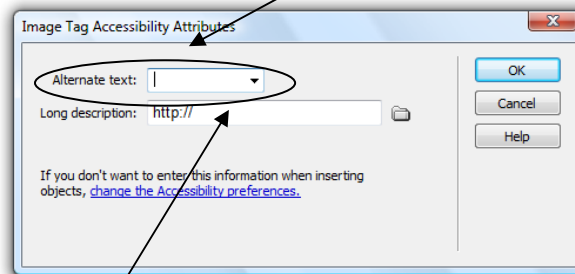 Image Tag Accessibility Attributes
Alternate text:
OK
Long description: http://
Cancel
Help
If you don't want to enter this information when inserting
objects, change the Accessibility preferences.